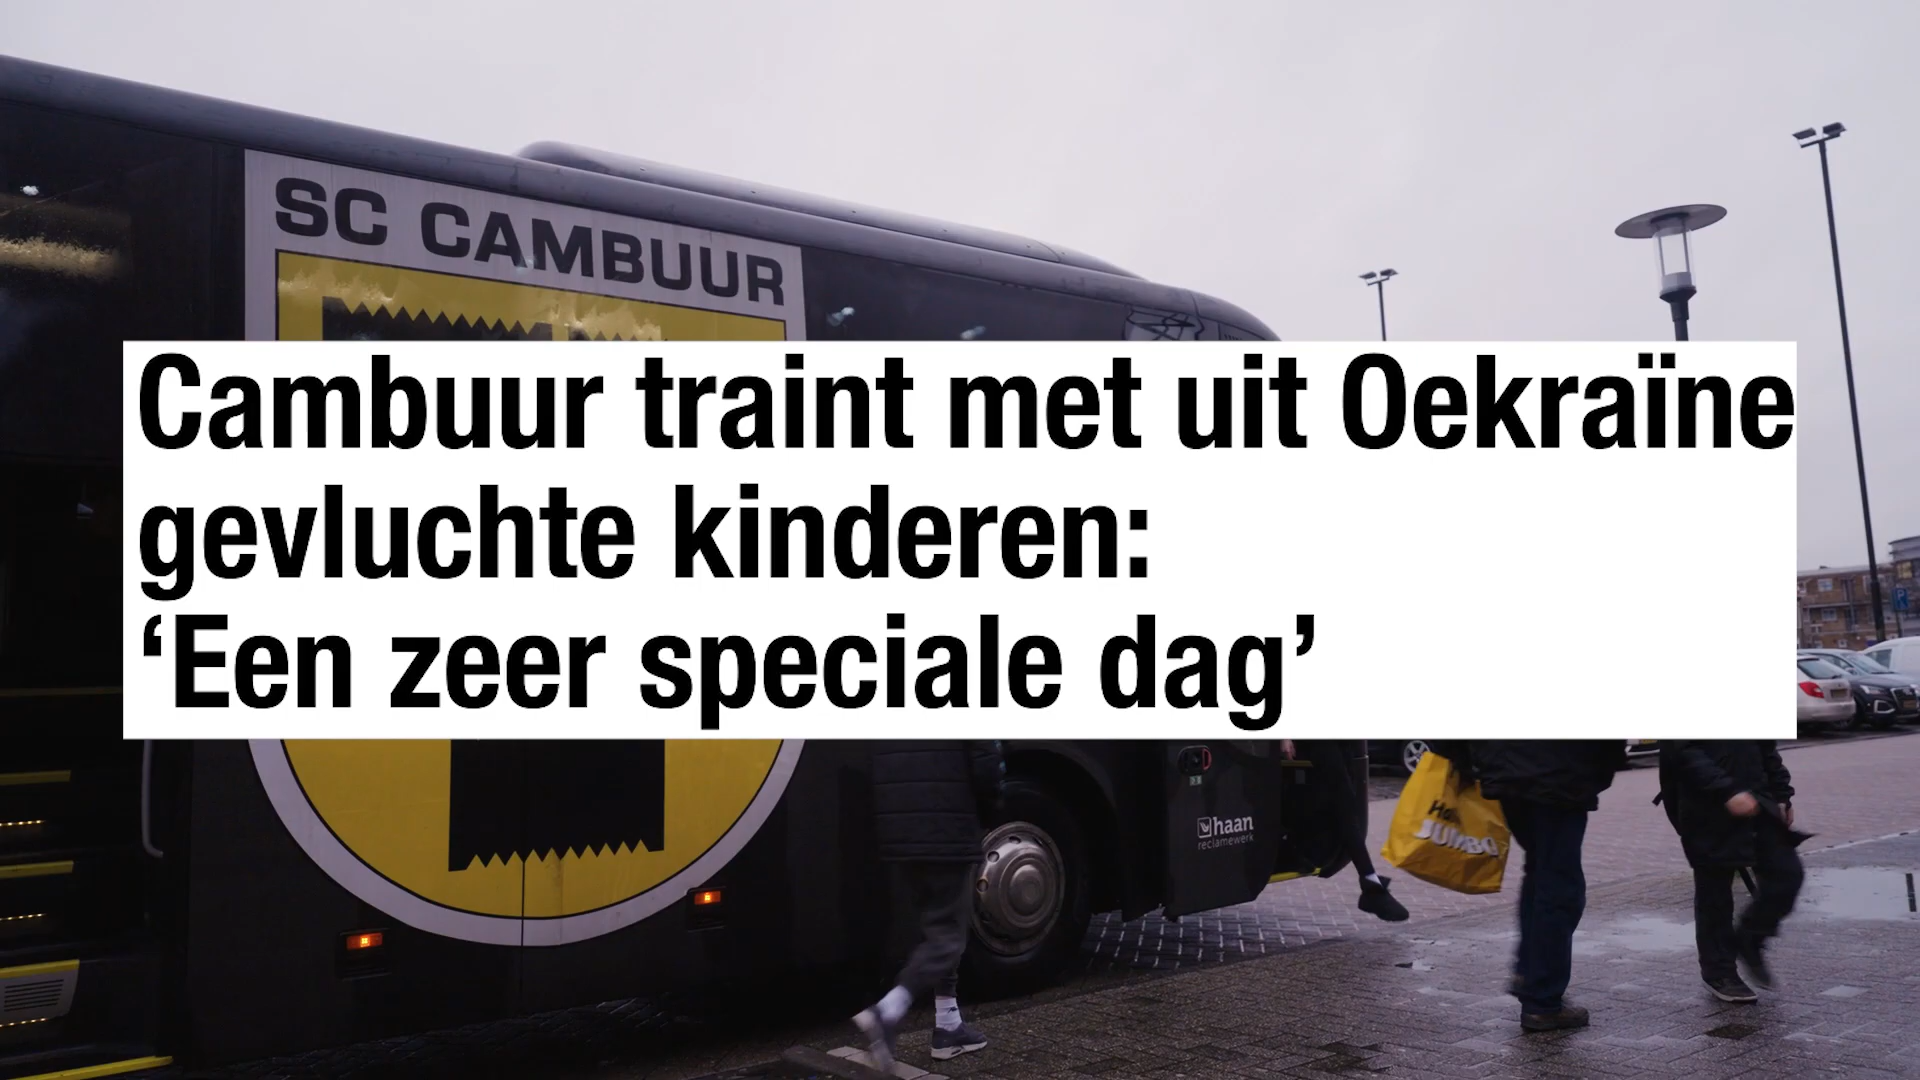 SC CAMBUUR
Cambuur traint met uit Oekraïne
gevluchte kinderen:
‘Een zeer speciale dag’
haan
reclamewerk
JUMBO